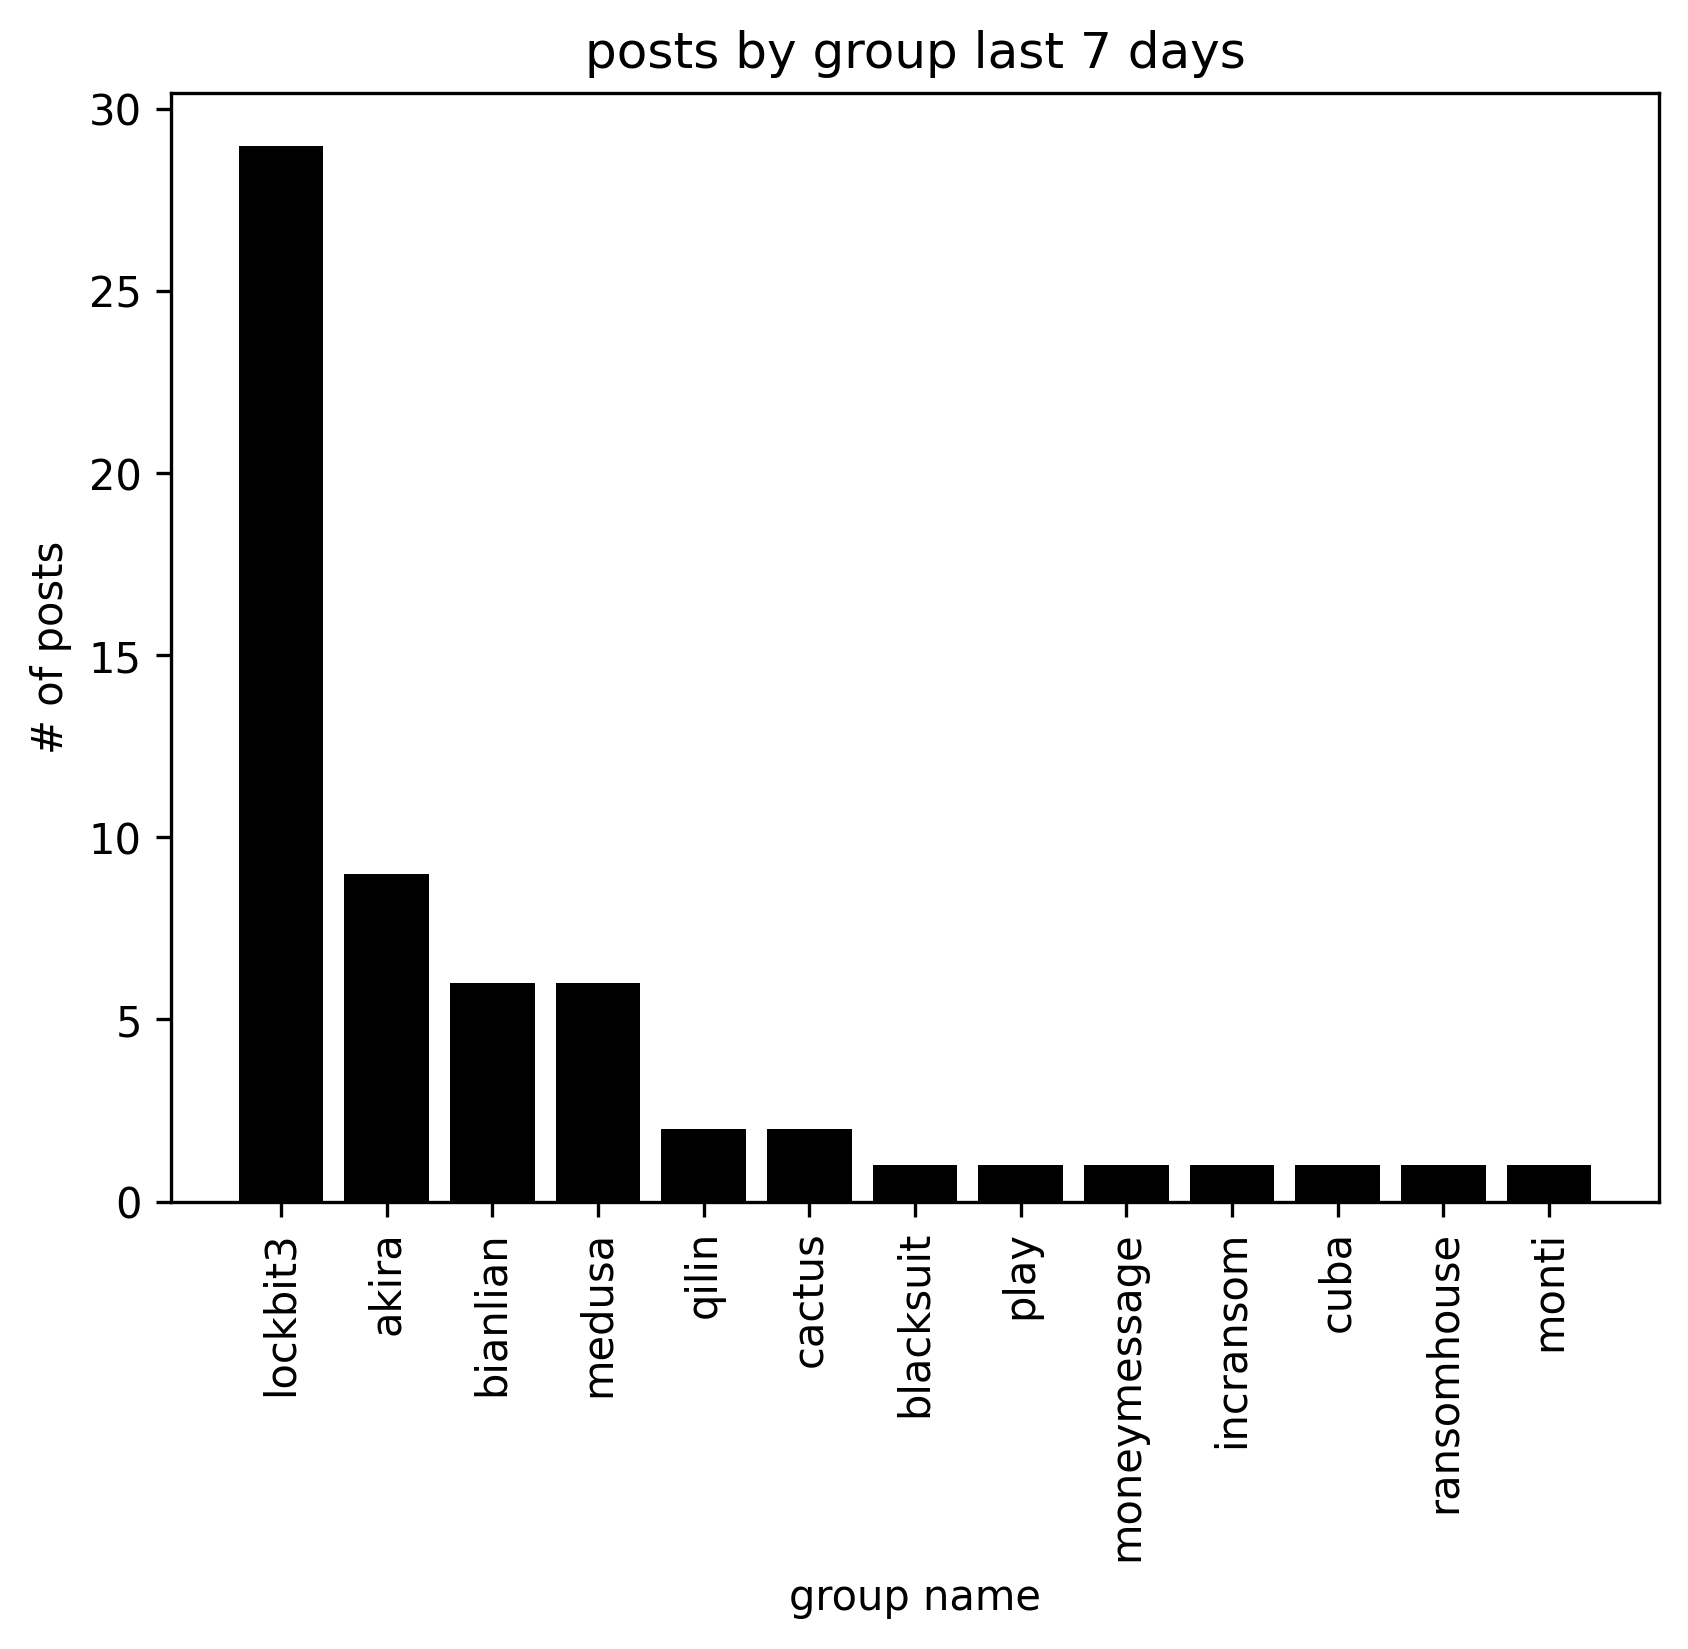 posts by group last 7 days
# of posts
30
25
20
15
10
5
0
lockbit3
akira
bianlian
medusa
qilin
cactus
blacksuit
play
moneymessage
incransom
cuba
ransomhouse
monti
group name